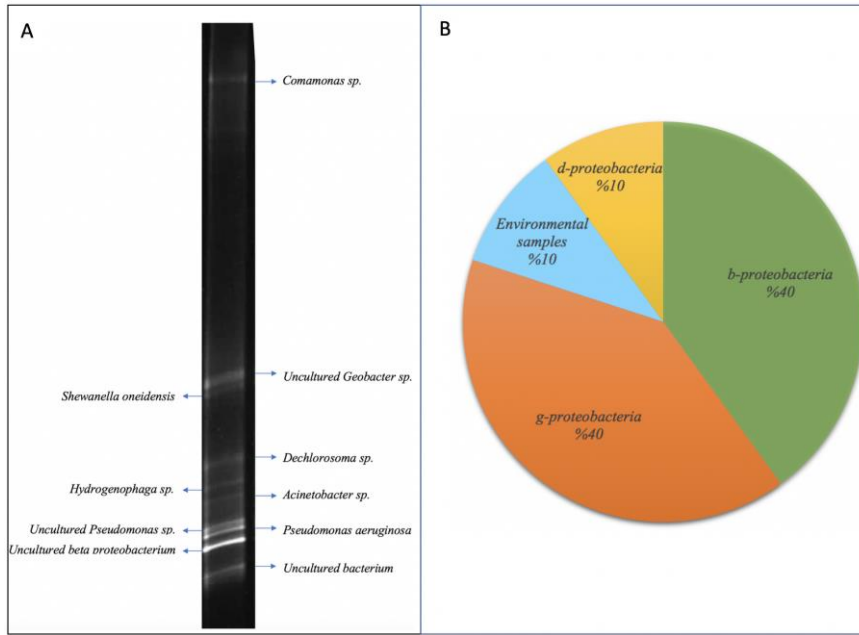 A
Comamonas sp.
Uncultured Geobacter sp.
Shewanella oneidensis
Dechlorosoma sp.
Hydrogenophaga sp.
Acinetobacter sp.
Uncultured Pseudomonas sp.
Pseudomonas aeruginosa
Uncultured beta proteobacterium
Uncultured bacterium
B
d-proteobacteria
%10
Environmental
samples
%10
b-proteobacteria
%40
g-proteobacteria
%40